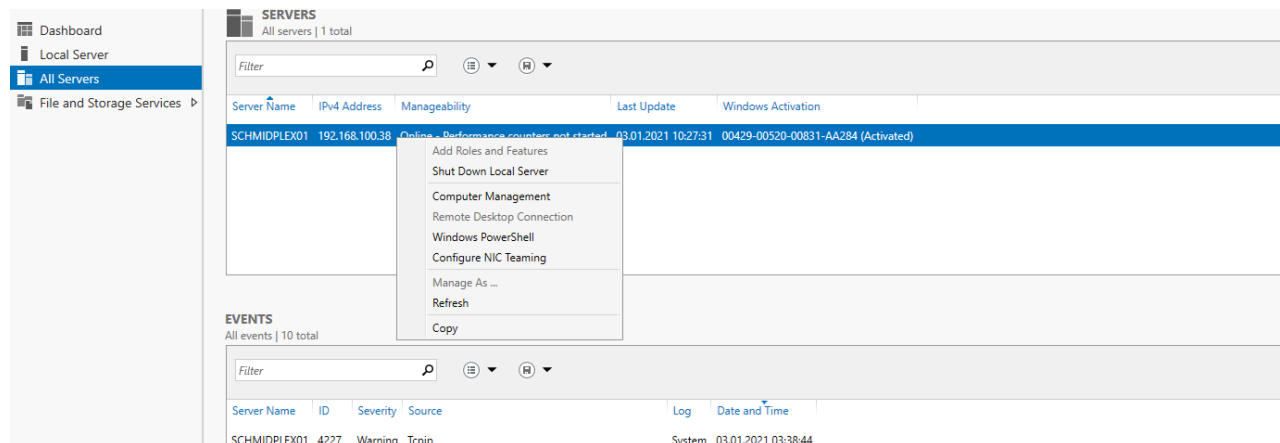 Dashboard
Local Server
All Servers
File and Storage Services
SERVERS
All servers | 1 total
Filter
Server Name IPv4 Address Manageability Last Update Windows Activation
SCHMIDPLEX01 192.168.100.38 Online - Performance counters not started 03.01.2021 10:27:31 00429-00520-00831-AA284 (Activated)
Add Roles and Features
Shut Down Local Server
Computer Management
Remote Desktop Connection
Windows PowerShell
Configure NIC Teaming
Manage As ...
Refresh
Copy
EVENTS
All events | 10 total
Filter
Server Name ID Severity Source Log Date and Time
SCHMIDPLEX01 4227 Warning Tcpip System 03.01.2021 03:38:44